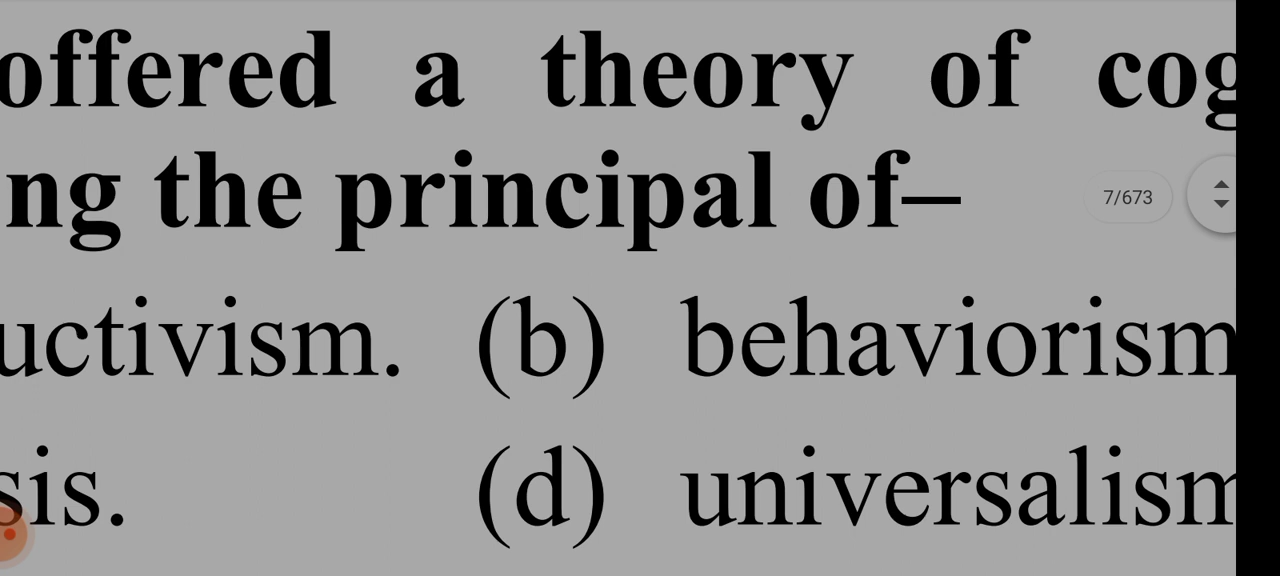 offered a theory of cog
ng the principal of–
7/673
uctivism. (b) behaviorism
sis. (d) universalism